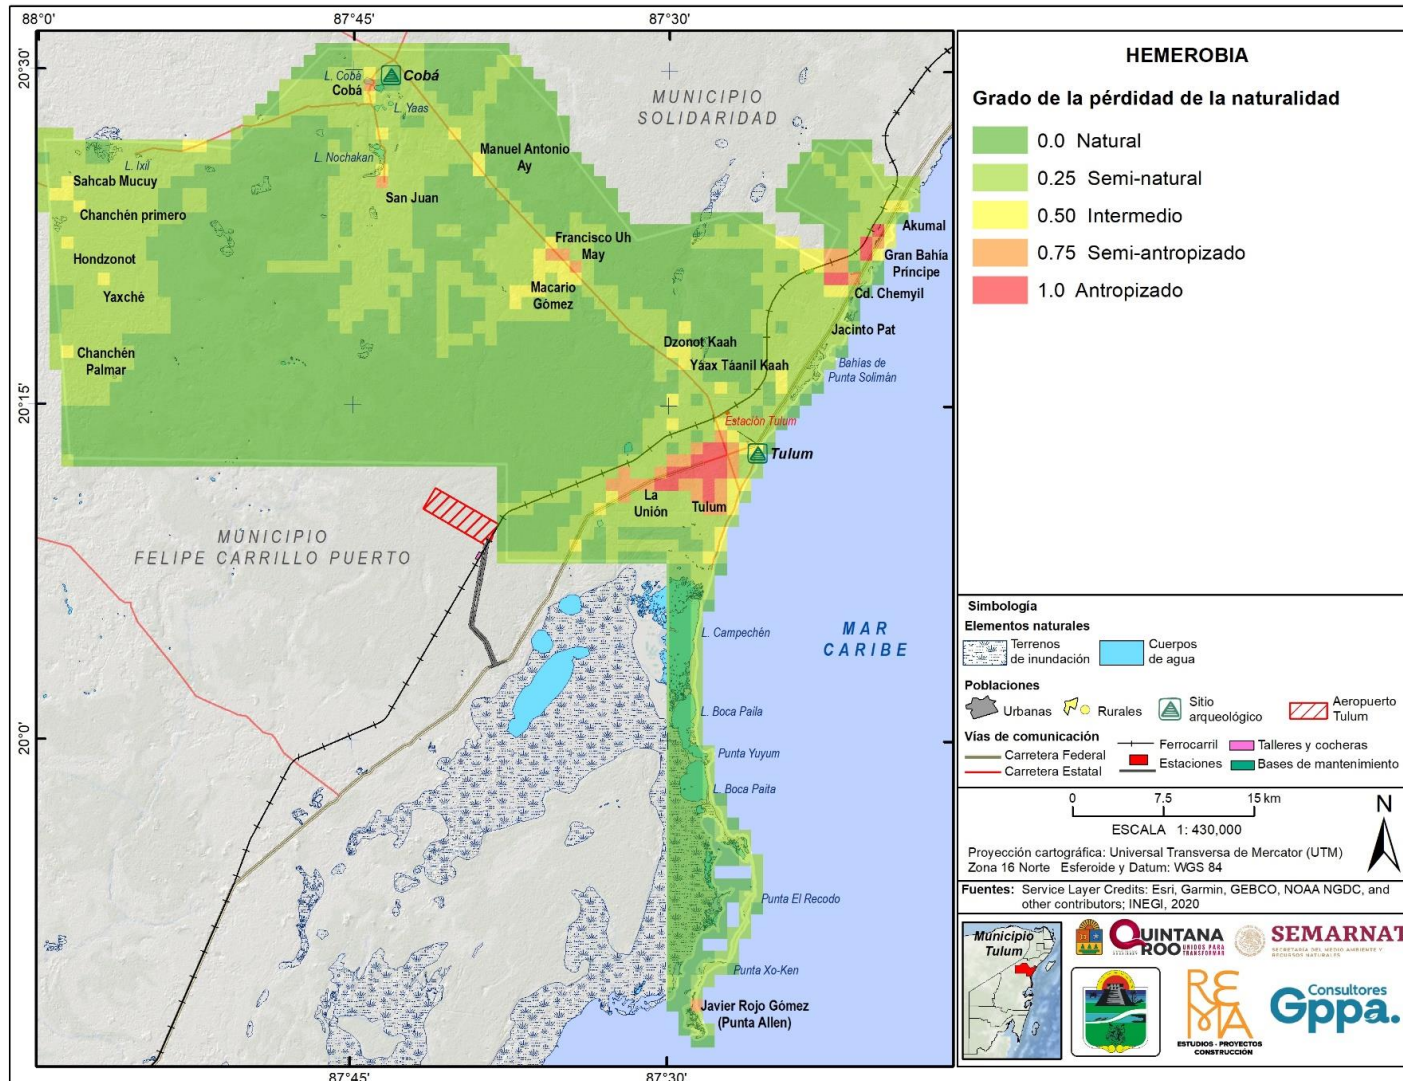 88°0'
87°45'
87°30'
20°30'
20°15'
20°0'
87°45'
87°30'
L. Cobá
Cobá
Cobá
L. Yaas
MUNICIPIO
SOLIDARIDAD
Manuel Antonio
Ay
L. Nochakan
L. Ixil
Sahcab Mucuy
San Juan
Chanchén primero
Akumal
Francisco Uh
May
Hondzonot
Gran Bahía
Príncipe
Yaxché
Macario
Gómez
Cd. Chemyil
Jacinto Pat
Dzonot Kaah
Chanchén
Palmar
Yáax Táanil Kaah
Bahías de
Punta Solimán
Estación Tulum
Tulum
La
Unión
Tulum
MUNICIPIO
FELIPE CARRILLO PUERTO
L. Campechén
MAR
CARIBE
L. Boca Paila
Punta Yuyum
L. Boca Paita
Punta El Recodo
Punta Xo-Ken
Javier Rojo Gómez
(Punta Allen)
HEMEROBIA
Grado de la pérdidad de la naturalidad
0.0 Natural
0.25 Semi-natural
0.50 Intermedio
0.75 Semi-antropizado
1.0 Antropizado
Simbología
Elementos naturales
Terrenos
de inundación
Cuerpos
de agua
Poblaciones
Urbanas
Rurales
Sitio
arqueológico
Aeropuerto
Tulum
Vías de comunicación
Carretera Federal
Carretera Estatal
Ferrocarril
Estaciones
Talleres y cocheras
Bases de mantenimiento
0 7.5 15 km
N
ESCALA 1: 430,000
Proyección cartográfica: Universal Transversa de Mercator (UTM)
Zona 16 Norte Esferoide y Datum: WGS 84
Fuentes: Service Layer Credits: Esri, Garmin, GEBCO, NOAA NGDC, and
other contributors; INEGI, 2020
Municipio
Tulum
QUINTANA
ROO
UNIDOS PARA
TRANSFORMAR
SEMARNAT
SECRETARÍA DEL MEDIO AMBIENTE Y
RECURSOS NATURALES
REMA
ESTUDIOS - PROYECTOS
CONSTRUCCIÓN
Consultores
Gppa.